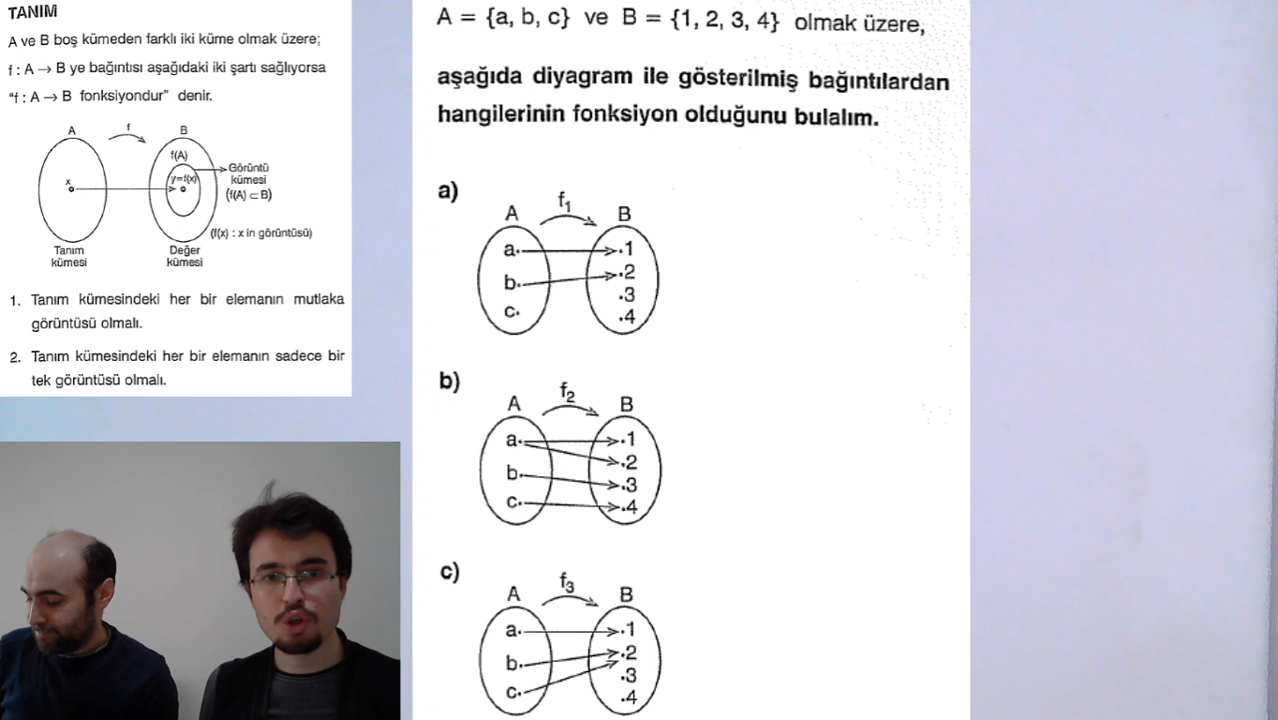 TANIM
A ve B boş kümeden farklı iki küme olmak üzere;
f : A → B ye bağıntısı aşağıdaki iki şartı sağlıyorsa
“f : A → B fonksiyondur” denir.
A
f
B
f(A)
x
y=f(x)
Görüntü
kümesi
(f(A) ⊂ B)
(f(x) : x in görüntüsü)
Tanım
kümesi
Değer
kümesi
1. Tanım kümesindeki her bir elemanın mutlaka
görüntüsü olmalı.
2. Tanım kümesindeki her bir elemanın sadece bir
tek görüntüsü olmalı.
A = {a, b, c} ve B = {1, 2, 3, 4} olmak üzere,
aşağıda diyagram ile gösterilmiş bağıntılardan
hangilerinin fonksiyon olduğunu bulalım.
a)
A
f₁
B
a. .1
b. .2
.3
c. .4
b)
A
f₂
B
a. .1
.2
b. .3
c. .4
c)
A
f₃
B
a. .1
b. .2
.3
c. .4